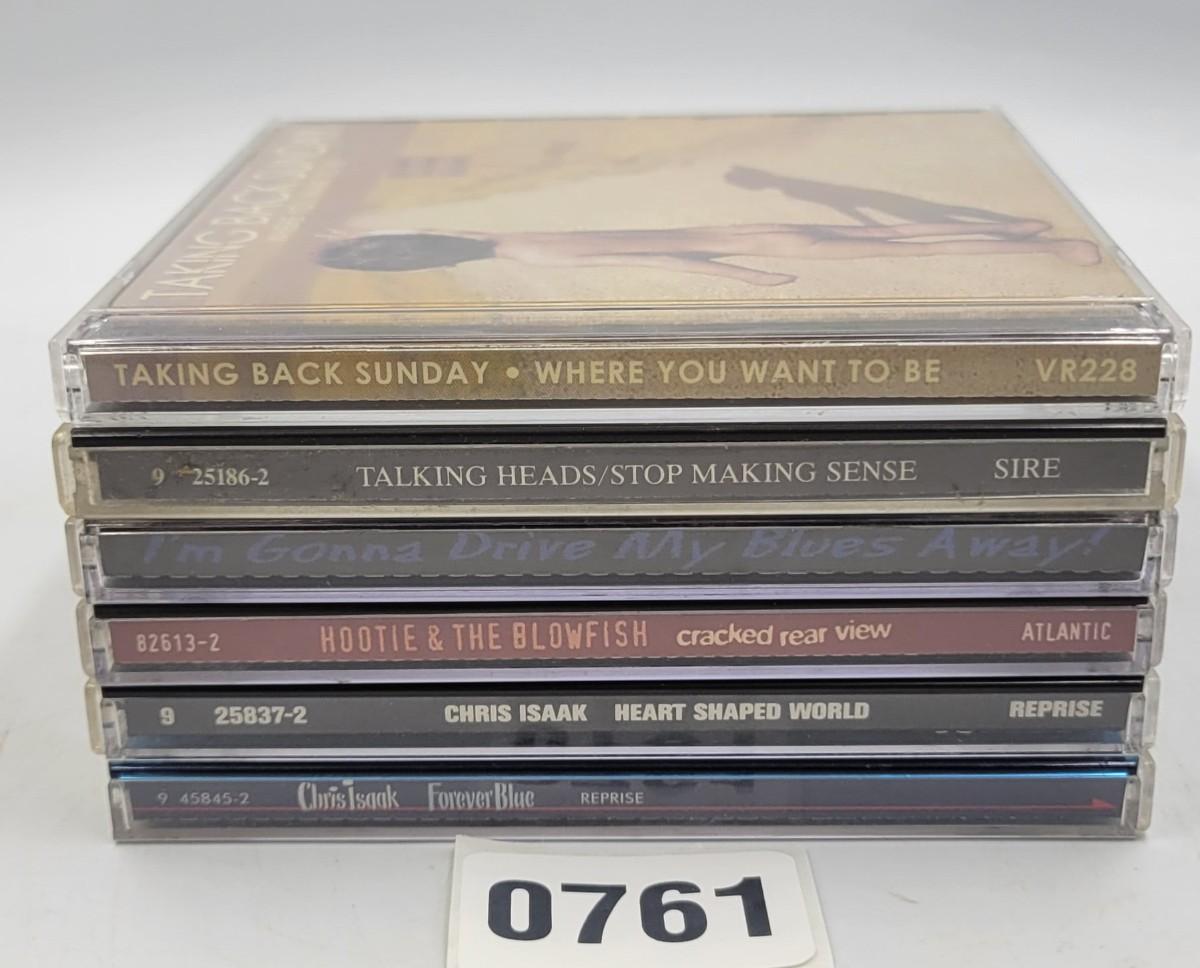 TAKING BACK SUNDAY
TAKING BACK SUNDAY • WHERE YOU WANT TO BE VR228
9 25186-2 TALKING HEADS/STOP MAKING SENSE SIRE
I'm Gonna Drive My Blues Away!
82613-2 HOOTIE & THE BLOWFISH cracked rear view ATLANTIC
9 25837-2 CHRIS ISAAK HEART SHAPED WORLD REPRISE
9 45845-2 Chris Isaak Forever Blue REPRISE
0761